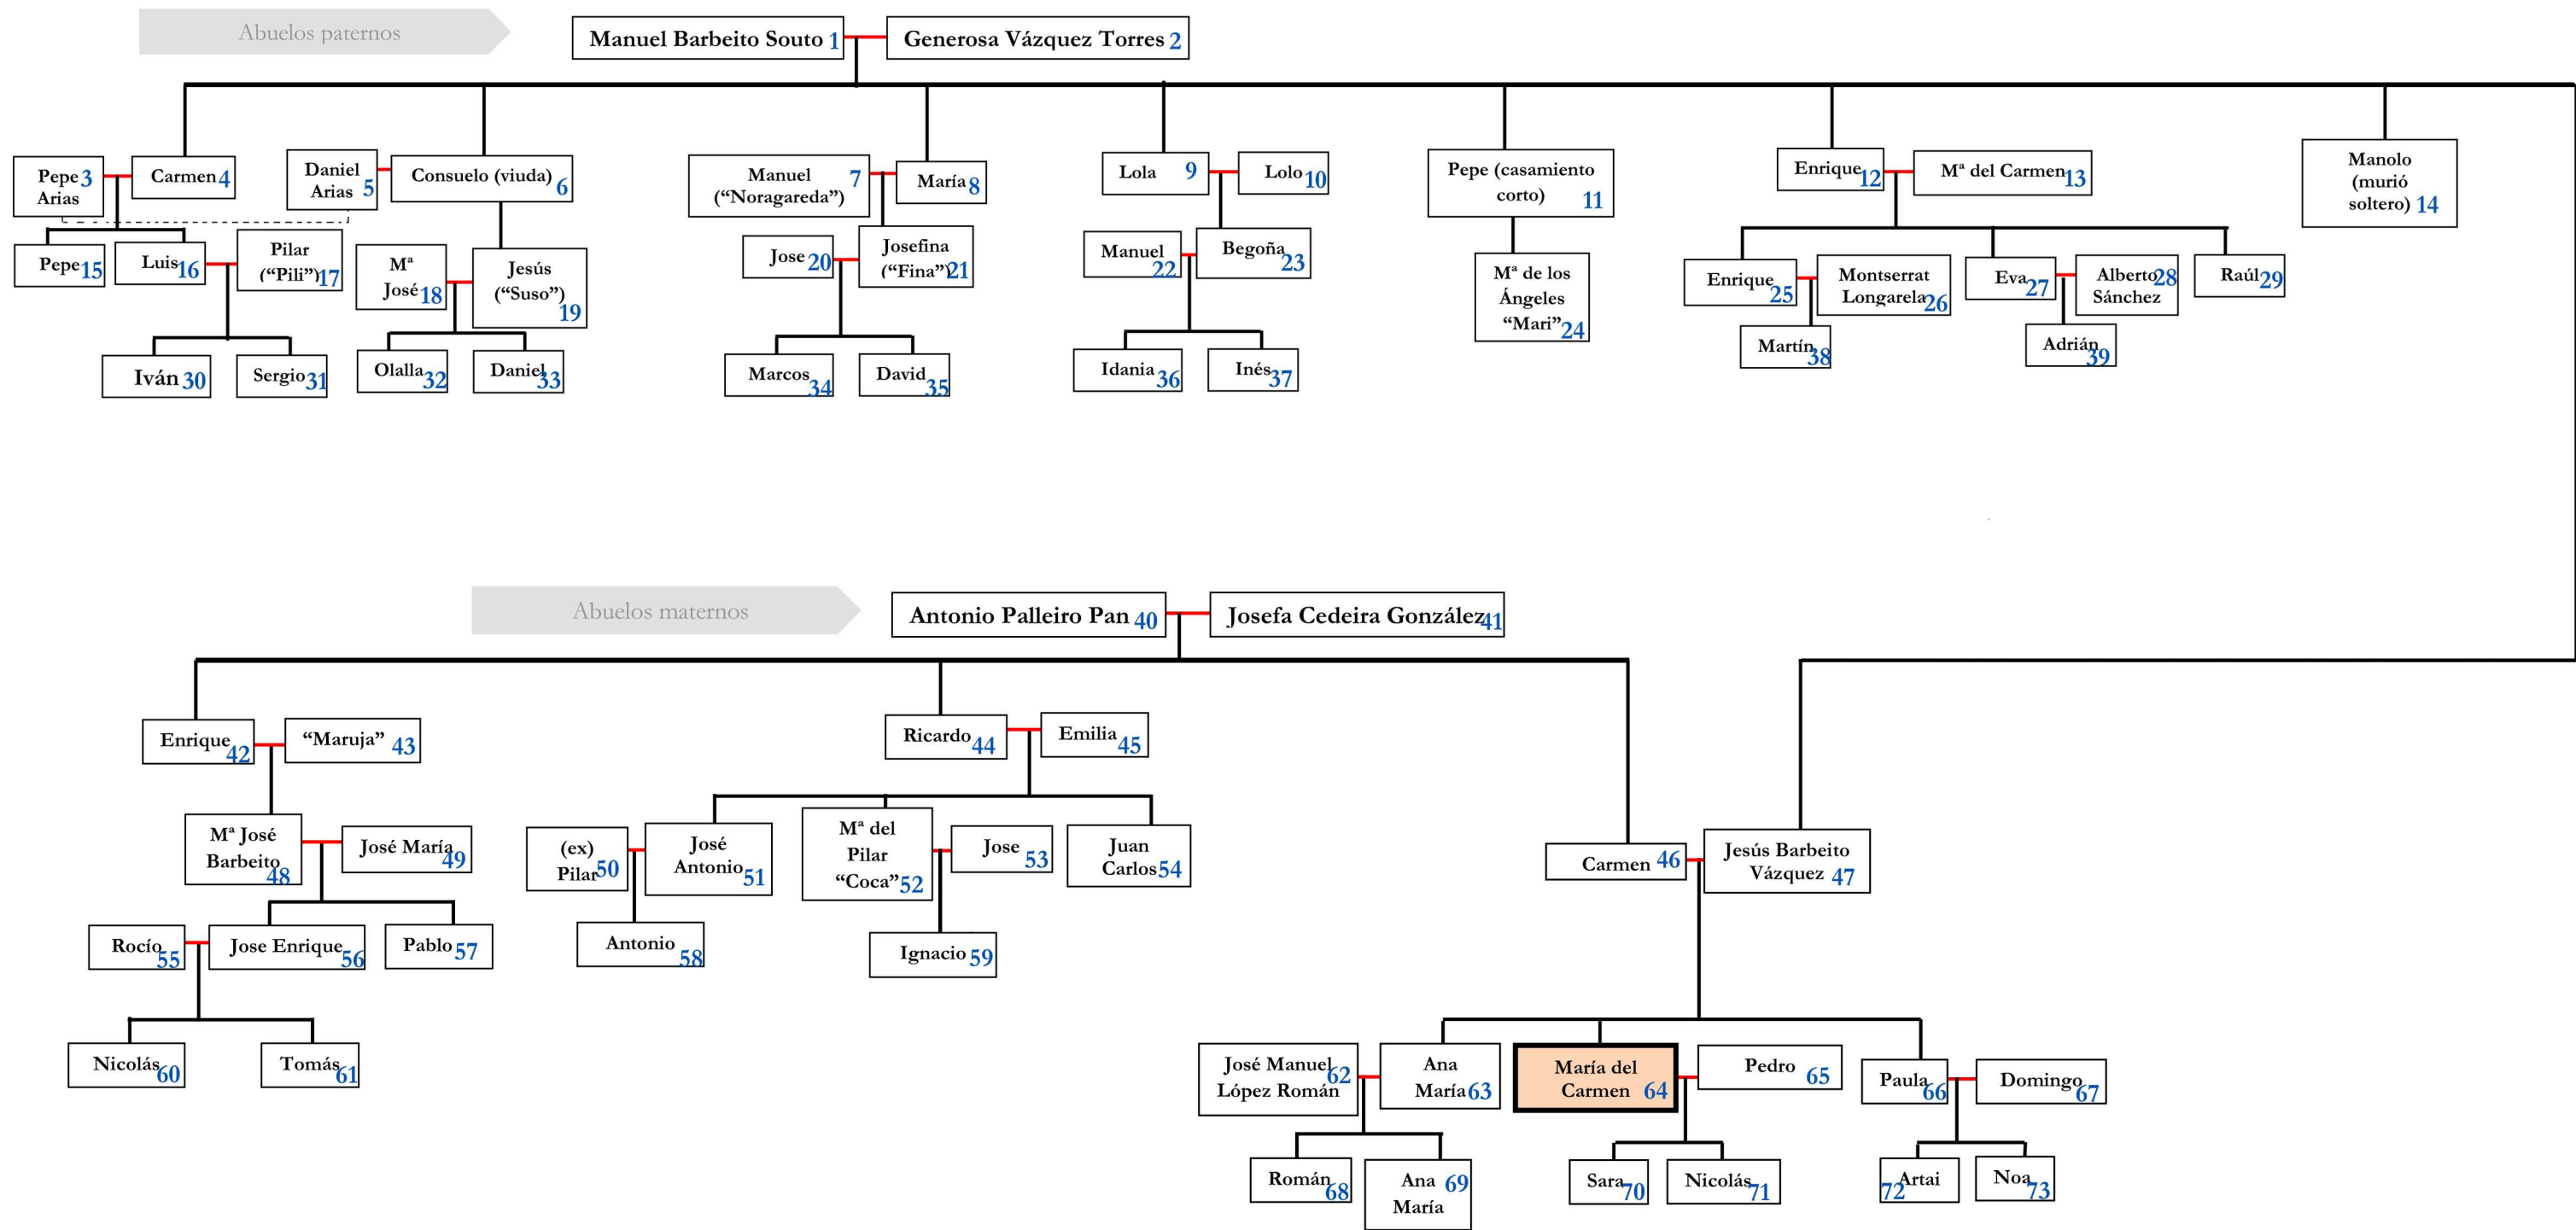 Abuelos paternos
Manuel Barbeito Souto 1
Generosa Vázquez Torres 2
Pepe 3
Arias
Carmen 4
Daniel
Arias 5
Consuelo (viuda) 6
Manuel 7
(“Noragareda”)
María 8
Lola 9
Lolo 10
Pepe (casamiento
corto) 11
Enrique 12
Mª del Carmen 13
Manolo
(murió
soltero) 14
Pepe 15
Luis 16
Pilar
(“Pili”) 17
Mª
José 18
Jesús
(“Suso”)
19
Jose 20
Josefina
(“Fina”) 21
Manuel
22
Begoña
23
Mª de los
Ángeles
“Mari” 24
Enrique
25
Montserrat
Longarela 26
Eva 27
Alberto 28
Sánchez
Raúl 29
Iván 30
Sergio 31
Olalla 32
Daniel 33
Marcos 34
David 35
Idania 36
Inés 37
Martín 38
Adrián 39
Abuelos maternos
Antonio Palleiro Pan 40
Josefa Cedeira González 41
Enrique 42
“Maruja” 43
Ricardo 44
Emilia 45
Mª José
Barbeito
48
José María 49
(ex)
Pilar 50
José
Antonio 51
Mª del
Pilar
“Coca” 52
Jose 53
Juan
Carlos 54
Carmen 46
Jesús Barbeito
Vázquez 47
Rocío 55
Jose Enrique 56
Pablo 57
Antonio 58
Ignacio 59
Nicolás 60
Tomás 61
José Manuel 62
López Román
Ana
María 63
María del
Carmen 64
Pedro 65
Paula 66
Domingo 67
Román 68
Ana 69
María
Sara 70
Nicolás 71
72 Artai
Noa 73